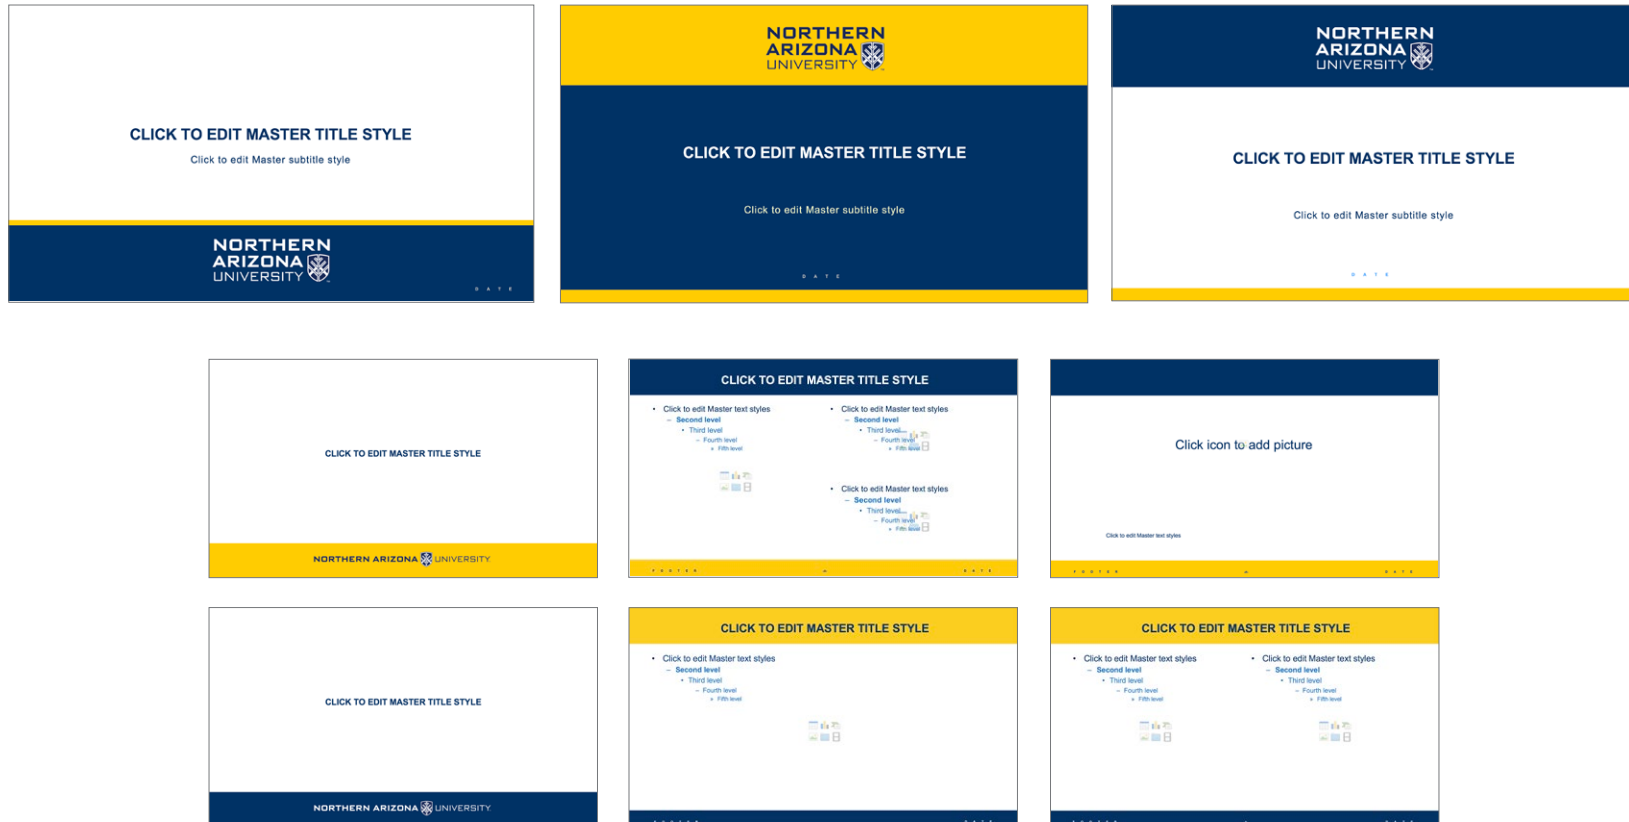 CLICK TO EDIT MASTER TITLE STYLE
Click to edit Master subtitle style
NORTHERN
ARIZONA
UNIVERSITY
DATE
NORTHERN
ARIZONA
UNIVERSITY
CLICK TO EDIT MASTER TITLE STYLE
Click to edit Master subtitle style
DATE
NORTHERN
ARIZONA
UNIVERSITY
CLICK TO EDIT MASTER TITLE STYLE
Click to edit Master subtitle style
DATE
CLICK TO EDIT MASTER TITLE STYLE
NORTHERN ARIZONA UNIVERSITY
CLICK TO EDIT MASTER TITLE STYLE
• Click to edit Master text styles
– Second level
• Third level
– Fourth level
» Fifth level
• Click to edit Master text styles
– Second level
• Third level
– Fourth level
» Fifth level
• Click to edit Master text styles
– Second level
• Third level
– Fourth level
» Fifth level
FOOTER
DATE
Click icon to add picture
Click to edit Master text styles
FOOTER
DATE
CLICK TO EDIT MASTER TITLE STYLE
NORTHERN ARIZONA UNIVERSITY
CLICK TO EDIT MASTER TITLE STYLE
• Click to edit Master text styles
– Second level
• Third level
– Fourth level
» Fifth level
CLICK TO EDIT MASTER TITLE STYLE
• Click to edit Master text styles
– Second level
• Third level
– Fourth level
» Fifth level
• Click to edit Master text styles
– Second level
• Third level
– Fourth level
» Fifth level